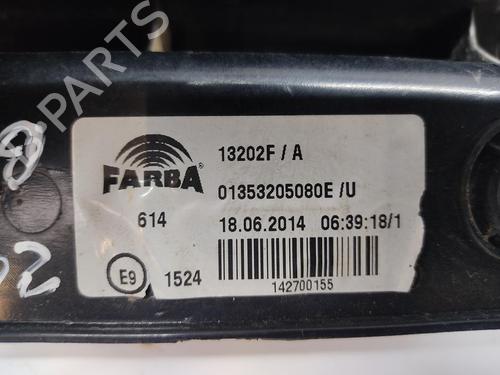 B-PARTS
13202F / A
FARBA®
01353205080E /U
614
18.06.2014 06:39:18/1
E9
1524
142700155